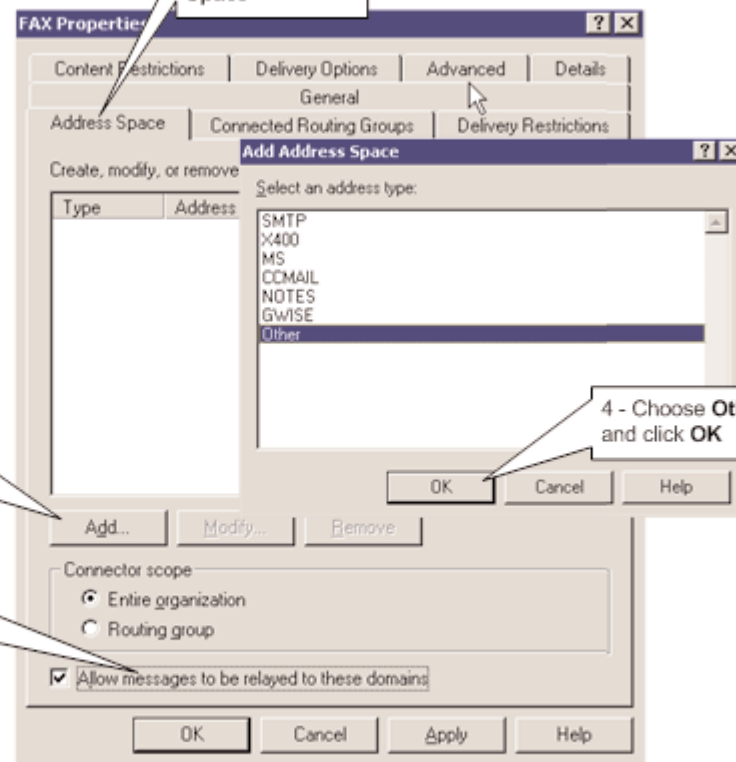 Space
FAX Properties
Content Restrictions
Delivery Options
Advanced
Details
General
Address Space
Connected Routing Groups
Delivery Restrictions
Create, modify, or remove
Type
Address
Add Address Space
Select an address type:
SMTP
X400
MS
CCMAIL
NOTES
GWISE
Other
4 - Choose Ot
and click OK
OK
Cancel
Help
Add...
Modify...
Remove
Connector scope
Entire organization
Routing group
Allow messages to be relayed to these domains
OK
Cancel
Apply
Help